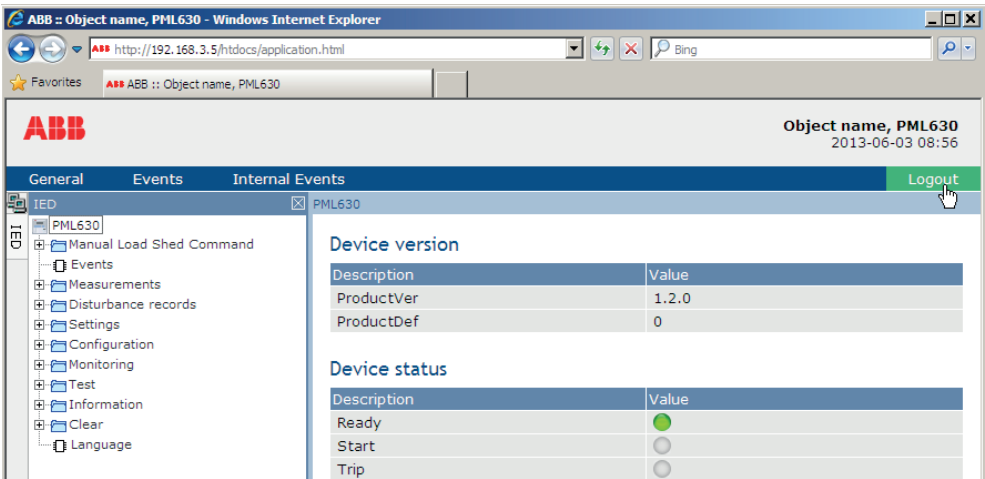 ABB :: Object name, PML630 - Windows Internet Explorer
ABB http://192.168.3.5/htdocs/application.html
Bing
Favorites
ABB ABB :: Object name, PML630
ABB
Object name, PML630
2013-06-03 08:56
General Events Internal Events Logout
IED
IED
PML630
Manual Load Shed Command
Events
Measurements
Disturbance records
Settings
Configuration
Monitoring
Test
Information
Clear
Language
PML630
Device version
Description Value
ProductVer 1.2.0
ProductDef 0
Device status
Description Value
Ready
Start
Trip